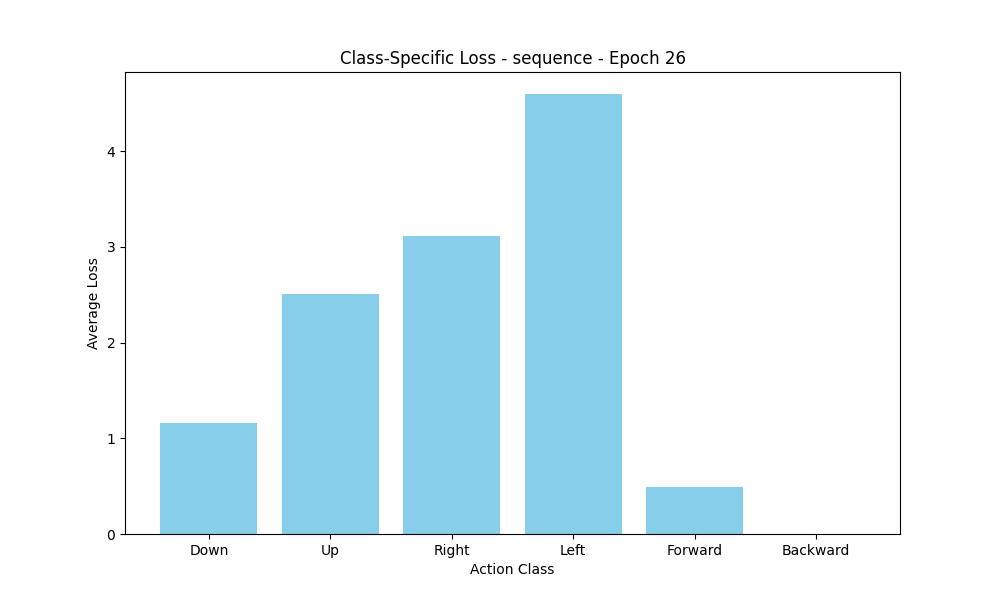 Class-Specific Loss - sequence - Epoch 26
4
3
2
1
0
Average Loss
Down Up Right Left Forward Backward
Action Class